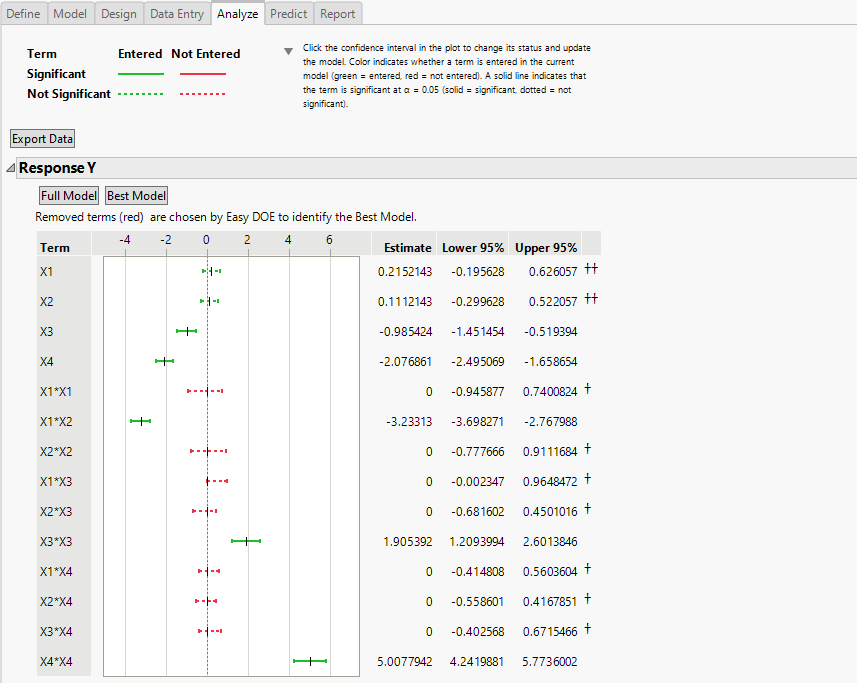 Define Model Design Data Entry Analyze Predict Report
Term Entered Not Entered
Significant
Not Significant
Click the confidence interval in the plot to change its status and update
the model. Color indicates whether a term is entered in the current
model (green = entered, red = not entered). A solid line indicates that
the term is significant at α = 0.05 (solid = significant, dotted = not
significant).
Export Data
Response Y
Full Model Best Model
Removed terms (red)  are chosen by Easy DOE to identify the Best Model.
Term -4 -2 0 2 4 6 Estimate Lower 95% Upper 95%
X1 0.2152143 -0.195628 0.626057 ††
X2 0.1112143 -0.299628 0.522057 ††
X3 -0.985424 -1.451454 -0.519394
X4 -2.076861 -2.495069 -1.658654
X1*X1 0 -0.945877 0.7400824 †
X1*X2 -3.23313 -3.698271 -2.767988
X2*X2 0 -0.777666 0.9111684 †
X1*X3 0 -0.002347 0.9648472 †
X2*X3 0 -0.681602 0.4501016 †
X3*X3 1.905392 1.2093994 2.6013846
X1*X4 0 -0.414808 0.5603604 †
X2*X4 0 -0.558601 0.4167851 †
X3*X4 0 -0.402568 0.6715466 †
X4*X4 5.0077942 4.2419881 5.7736002